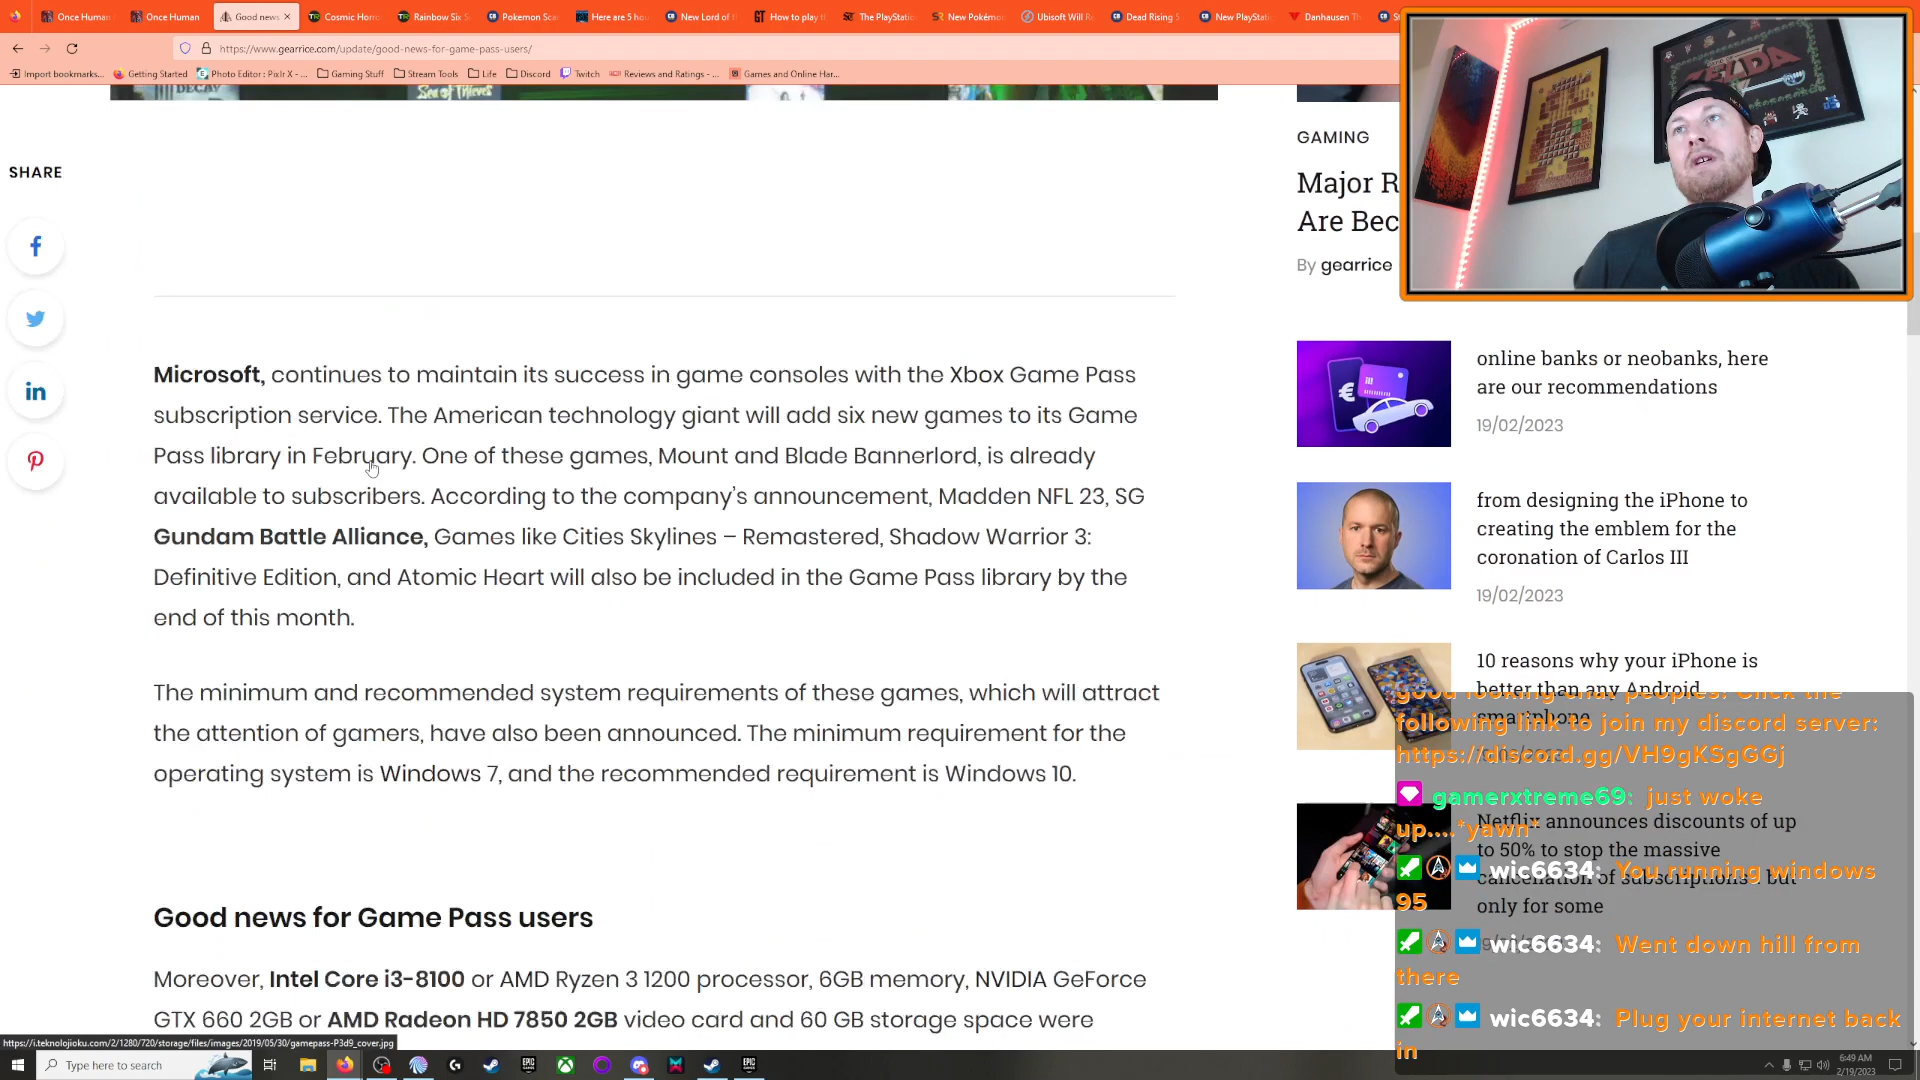 Once Human
Once Human
Good news
Cosmic Horro
Rainbow Six S
Pokemon Sca
Here are 5 hou
New Lord of t
How to play th
The PlayStati
New Pokémo
Ubisoft Will R
Dead Rising 5
New PlayStati
Danhausen Th
https://www.gearrice.com/update/good-news-for-game-pass-users/
Import bookmarks...
Getting Started
Photo Editor : Pixlr X - ...
Gaming Stuff
Stream Tools
Life
Discord
Twitch
Reviews and Ratings - ...
Games and Online Har...
DECAY
Sea of Thieves
SHARE
Microsoft, continues to maintain its success in game consoles with the Xbox Game Pass
subscription service. The American technology giant will add six new games to its Game
Pass library in February. One of these games, Mount and Blade Bannerlord, is already
available to subscribers. According to the company's announcement, Madden NFL 23, SG
Gundam Battle Alliance, Games like Cities Skylines – Remastered, Shadow Warrior 3:
Definitive Edition, and Atomic Heart will also be included in the Game Pass library by the
end of this month.
The minimum and recommended system requirements of these games, which will attract
the attention of gamers, have also been announced. The minimum requirement for the
operating system is Windows 7, and the recommended requirement is Windows 10.
Good news for Game Pass users
Moreover, Intel Core i3-8100 or AMD Ryzen 3 1200 processor, 6GB memory, NVIDIA GeForce
GTX 660 2GB or AMD Radeon HD 7850 2GB video card and 60 GB storage space were
GAMING
Major R
Are Bec
By gearrice
ZELDA
online banks or neobanks, here
are our recommendations
19/02/2023
from designing the iPhone to
creating the emblem for the
coronation of Carlos III
19/02/2023
10 reasons why your iPhone is
better than any Android
smartphone
Netflix announces discounts of up
to 50% to stop the massive
cancellation of subscriptions.. but
only for some
good looking chat peoples! Click the
following link to join my discord server:
https://discord.gg/VH9gKSgGGj
gamerxtreme69: just woke
up....*yawn*
wic6634: You running windows
95
wic6634: Went down hill from
there
wic6634: Plug your internet back
in
https://i.teknolojioku.com/2/1280/720/storage/files/images/2019/05/30/gamepass-P3d9_cover.jpg
Type here to search
6:49 AM
2/19/2023